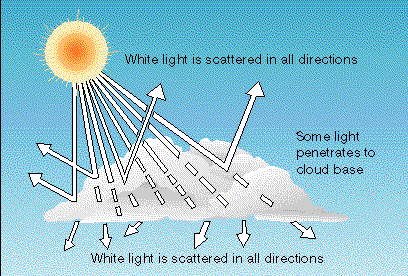 White light is scattered in all directions
Some light
penetrates to
cloud base
White light is scattered in all directions